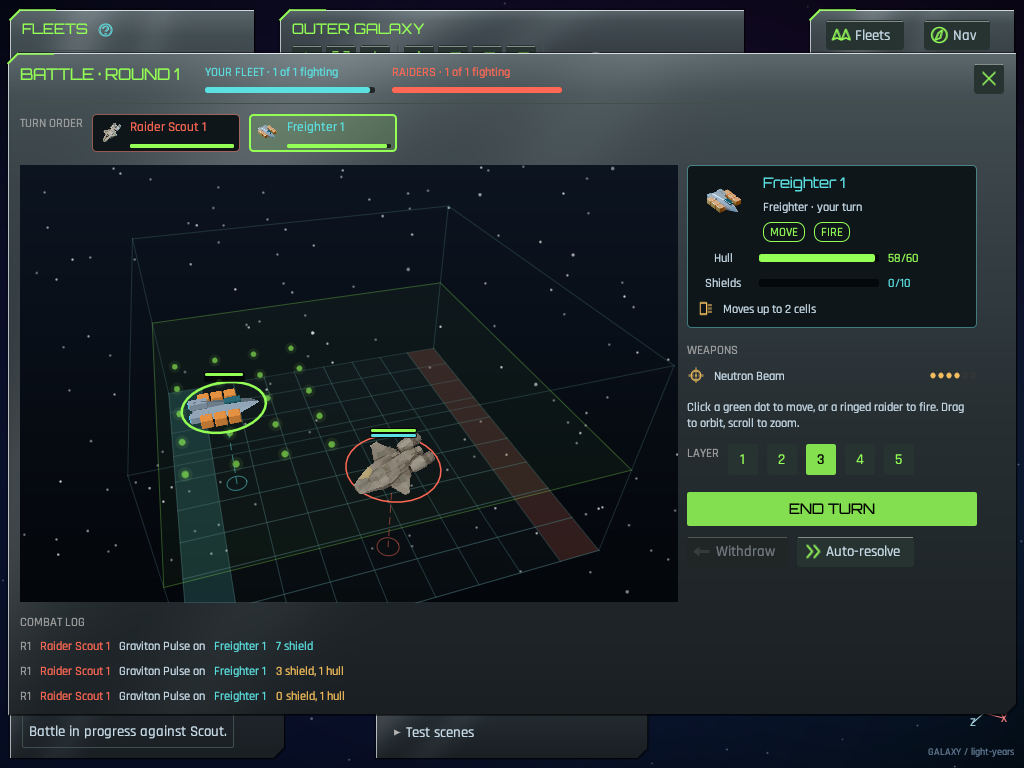 FLEETS ?
OUTER GALAXY
Fleets
Nav
BATTLE · ROUND 1
YOUR FLEET · 1 of 1 fighting
RAIDERS · 1 of 1 fighting
TURN ORDER
Raider Scout 1
Freighter 1
Freighter 1
Freighter · your turn
MOVE FIRE
Hull 58/60
Shields 0/10
Moves up to 2 cells
WEAPONS
Neutron Beam
Click a green dot to move, or a ringed raider to fire. Drag
to orbit, scroll to zoom.
LAYER 1 2 3 4 5
END TURN
Withdraw
Auto-resolve
COMBAT LOG
R1 Raider Scout 1 Graviton Pulse on Freighter 1 7 shield
R1 Raider Scout 1 Graviton Pulse on Freighter 1 3 shield, 1 hull
R1 Raider Scout 1 Graviton Pulse on Freighter 1 0 shield, 1 hull
Battle in progress against Scout.
Test scenes
Z X
GALAXY / light-years